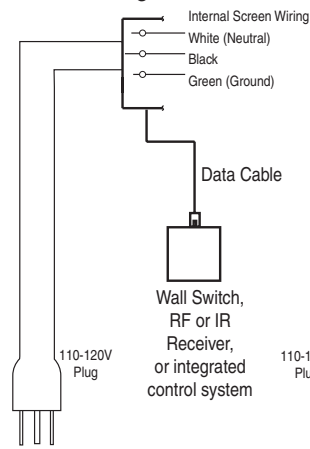 Internal Screen Wiring
White (Neutral)
Black
Green (Ground)
Data Cable
Wall Switch,
RF or IR
Receiver,
or integrated
control system
110-120V
Plug